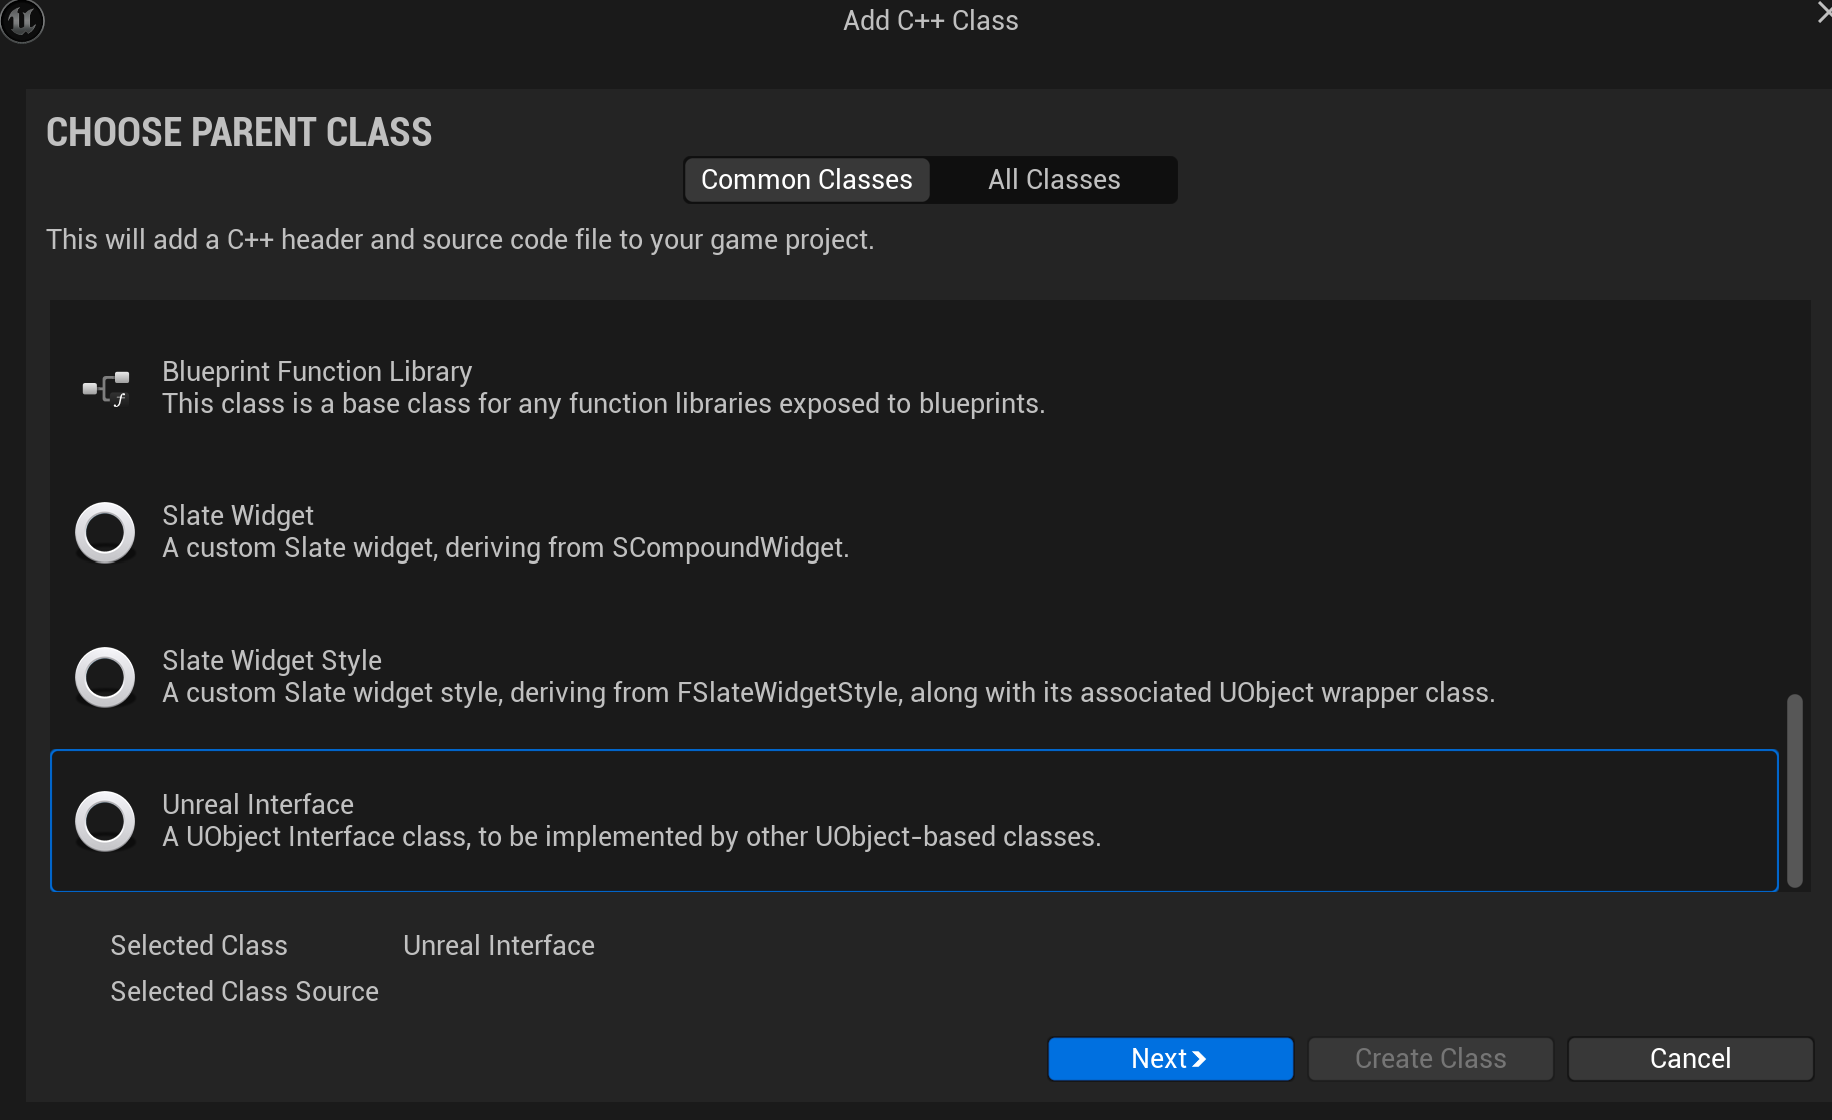 Add C++ Class
CHOOSE PARENT CLASS
Common Classes
All Classes
This will add a C++ header and source code file to your game project.
Blueprint Function Library
This class is a base class for any function libraries exposed to blueprints.
Slate Widget
A custom Slate widget, deriving from SCompoundWidget.
Slate Widget Style
A custom Slate widget style, deriving from FSlateWidgetStyle, along with its associated UObject wrapper class.
Unreal Interface
A UObject Interface class, to be implemented by other UObject-based classes.
Selected Class
Unreal Interface
Selected Class Source
Next
Create Class
Cancel